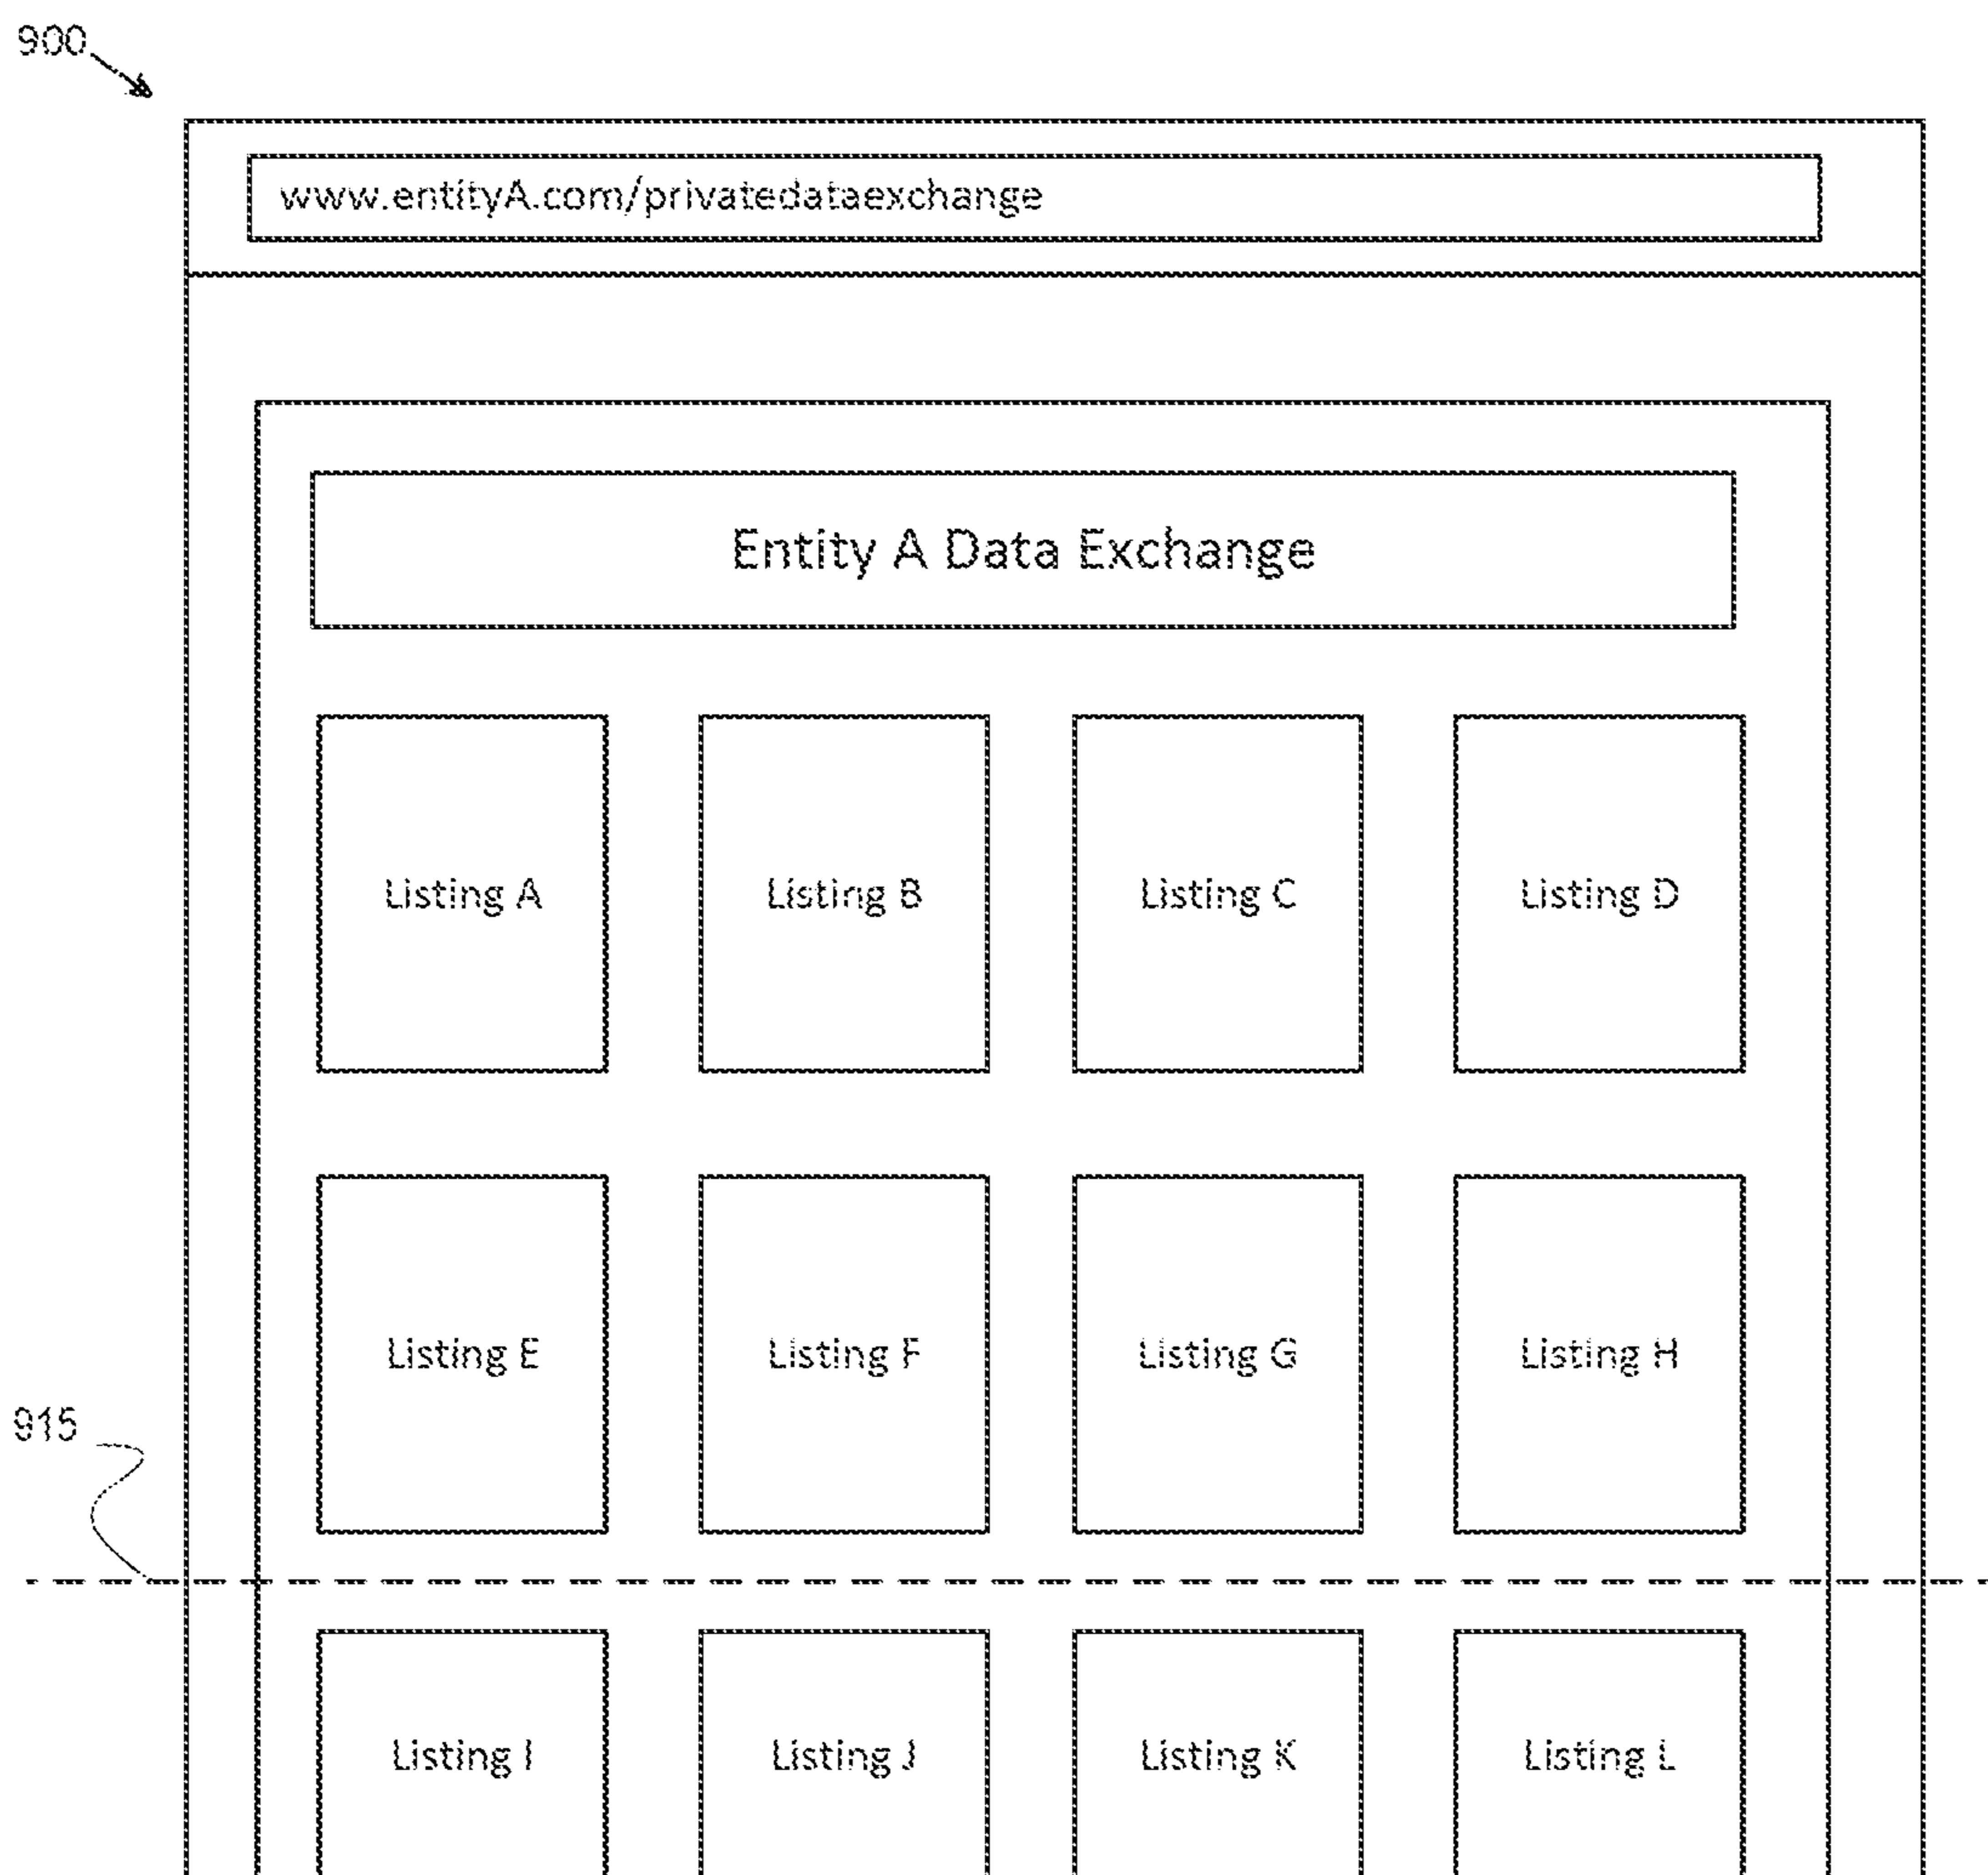 900
www.entityA.com/privatedataexchange
Entity A Data Exchange
Listing A Listing B Listing C Listing D
Listing E Listing F Listing G Listing H
915
Listing I Listing J Listing K Listing L